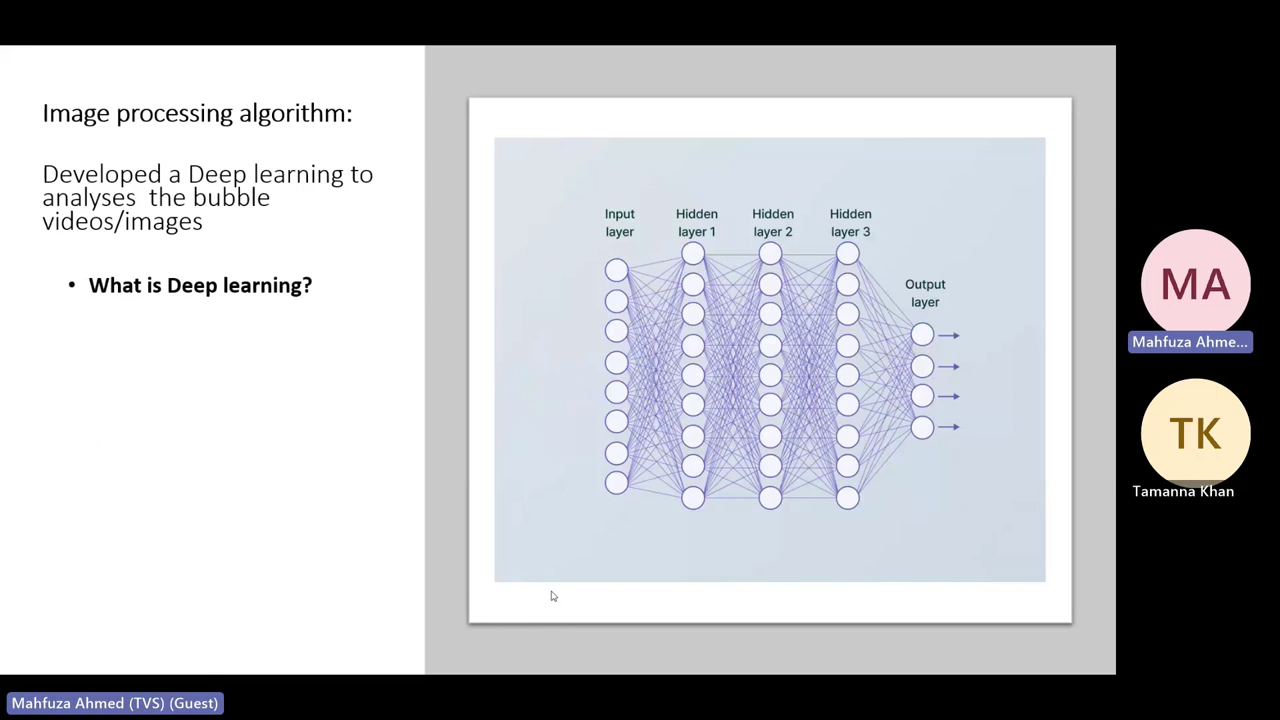 Image processing algorithm:
Developed a Deep learning to
analyses  the bubble
videos/images
• What is Deep learning?
Input
layer
Hidden
layer 1
Hidden
layer 2
Hidden
layer 3
Output
layer
MA
Mahfuza Ahme...
TK
Tamanna Khan
Mahfuza Ahmed (TVS) (Guest)